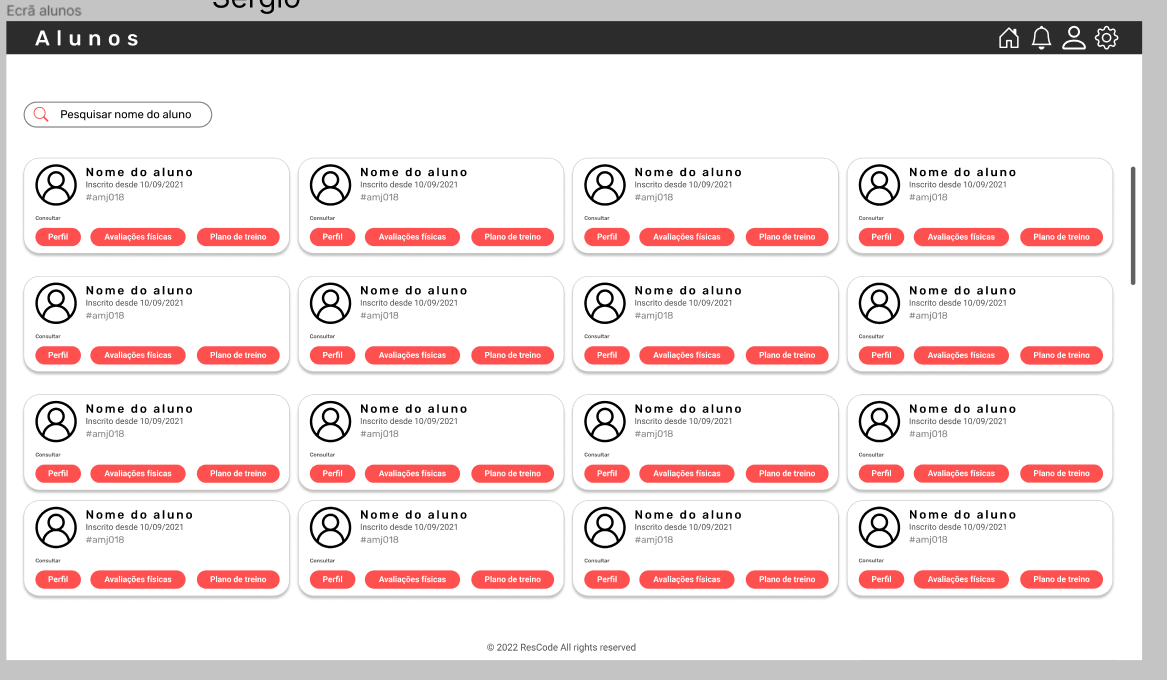 Ecrã alunos
Sergio
Alunos
Pesquisar nome do aluno
Nome do aluno Nome do aluno Nome do aluno Nome do aluno
Inscrito desde 10/09/2021 Inscrito desde 10/09/2021 Inscrito desde 10/09/2021 Inscrito desde 10/09/2021
#amj018 #amj018 #amj018 #amj018
Consultar Consultar Consultar Consultar
Perfil Avaliações físicas Plano de treino Perfil Avaliações físicas Plano de treino Perfil Avaliações físicas Plano de treino Perfil Avaliações físicas Plano de treino
Nome do aluno Nome do aluno Nome do aluno Nome do aluno
Inscrito desde 10/09/2021 Inscrito desde 10/09/2021 Inscrito desde 10/09/2021 Inscrito desde 10/09/2021
#amj018 #amj018 #amj018 #amj018
Consultar Consultar Consultar Consultar
Perfil Avaliações físicas Plano de treino Perfil Avaliações físicas Plano de treino Perfil Avaliações físicas Plano de treino Perfil Avaliações físicas Plano de treino
Nome do aluno Nome do aluno Nome do aluno Nome do aluno
Inscrito desde 10/09/2021 Inscrito desde 10/09/2021 Inscrito desde 10/09/2021 Inscrito desde 10/09/2021
#amj018 #amj018 #amj018 #amj018
Consultar Consultar Consultar Consultar
Perfil Avaliações físicas Plano de treino Perfil Avaliações físicas Plano de treino Perfil Avaliações físicas Plano de treino Perfil Avaliações físicas Plano de treino
Nome do aluno Nome do aluno Nome do aluno Nome do aluno
Inscrito desde 10/09/2021 Inscrito desde 10/09/2021 Inscrito desde 10/09/2021 Inscrito desde 10/09/2021
#amj018 #amj018 #amj018 #amj018
Consultar Consultar Consultar Consultar
Perfil Avaliações físicas Plano de treino Perfil Avaliações físicas Plano de treino Perfil Avaliações físicas Plano de treino Perfil Avaliações físicas Plano de treino
© 2022 ResCode All rights reserved